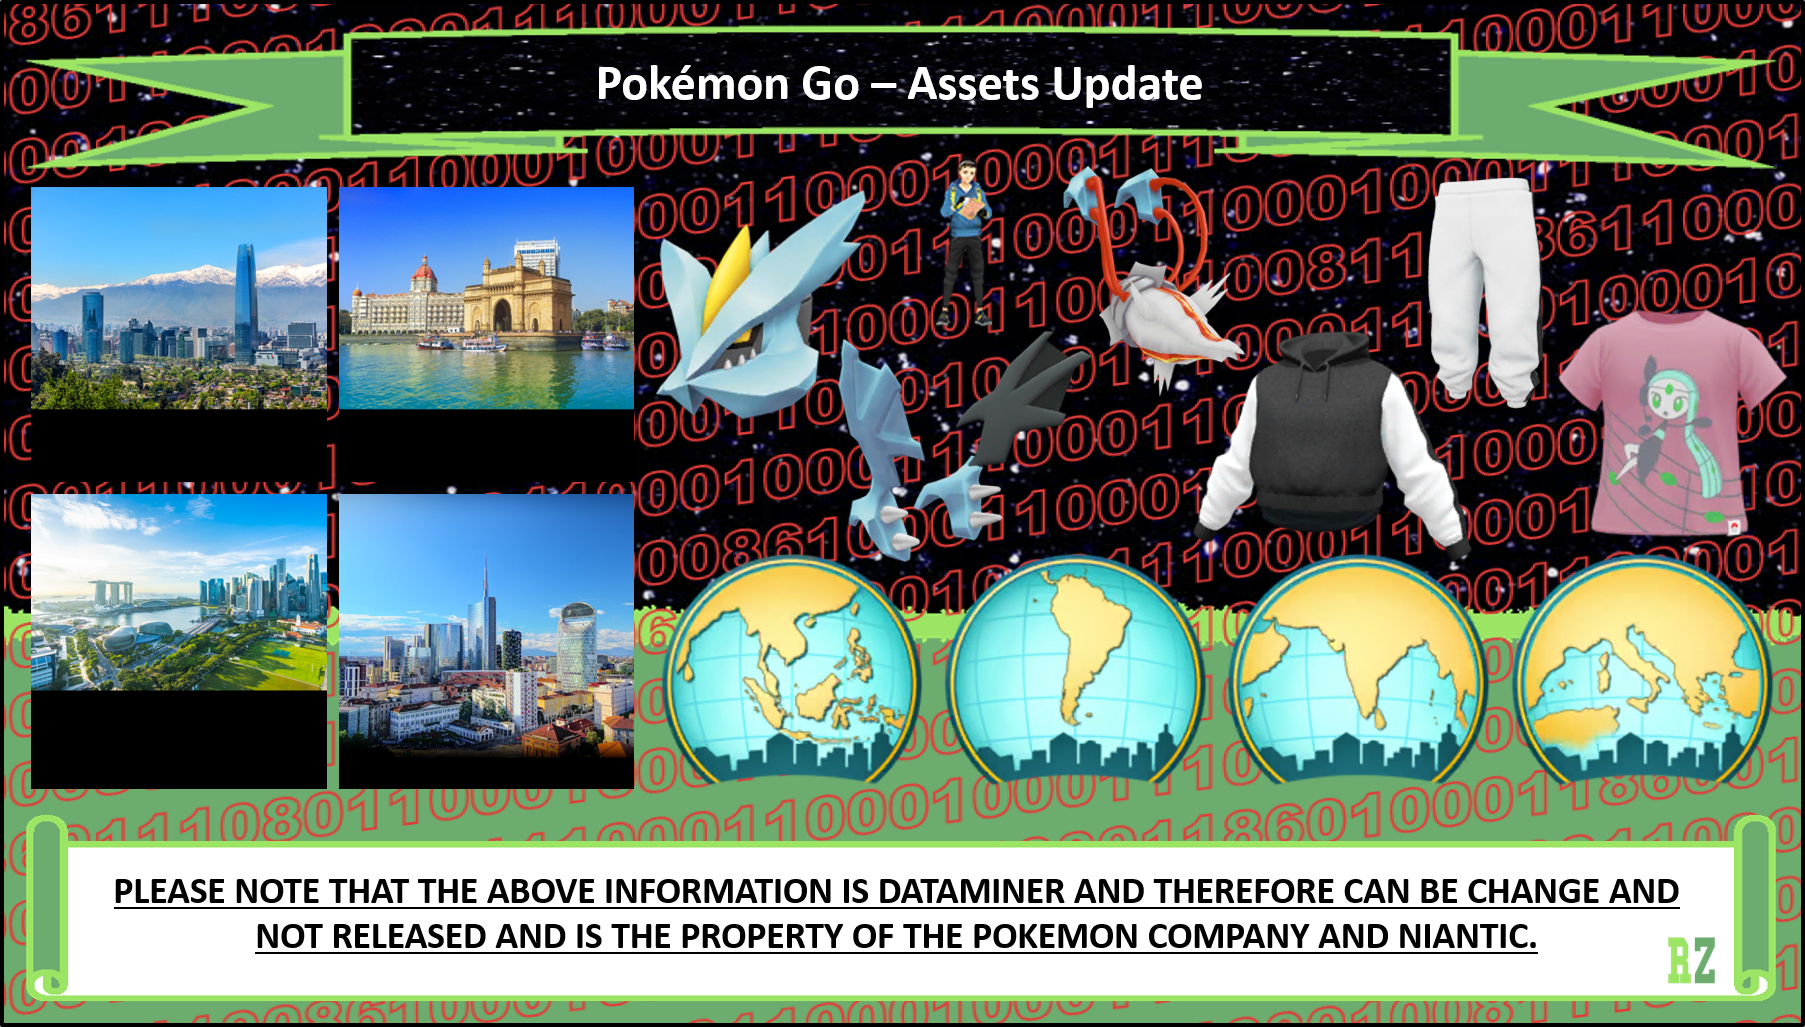 Pokémon Go – Assets Update
PLEASE NOTE THAT THE ABOVE INFORMATION IS DATAMINER AND THEREFORE CAN BE CHANGE AND
NOT RELEASED AND IS THE PROPERTY OF THE POKEMON COMPANY AND NIANTIC.
RZ